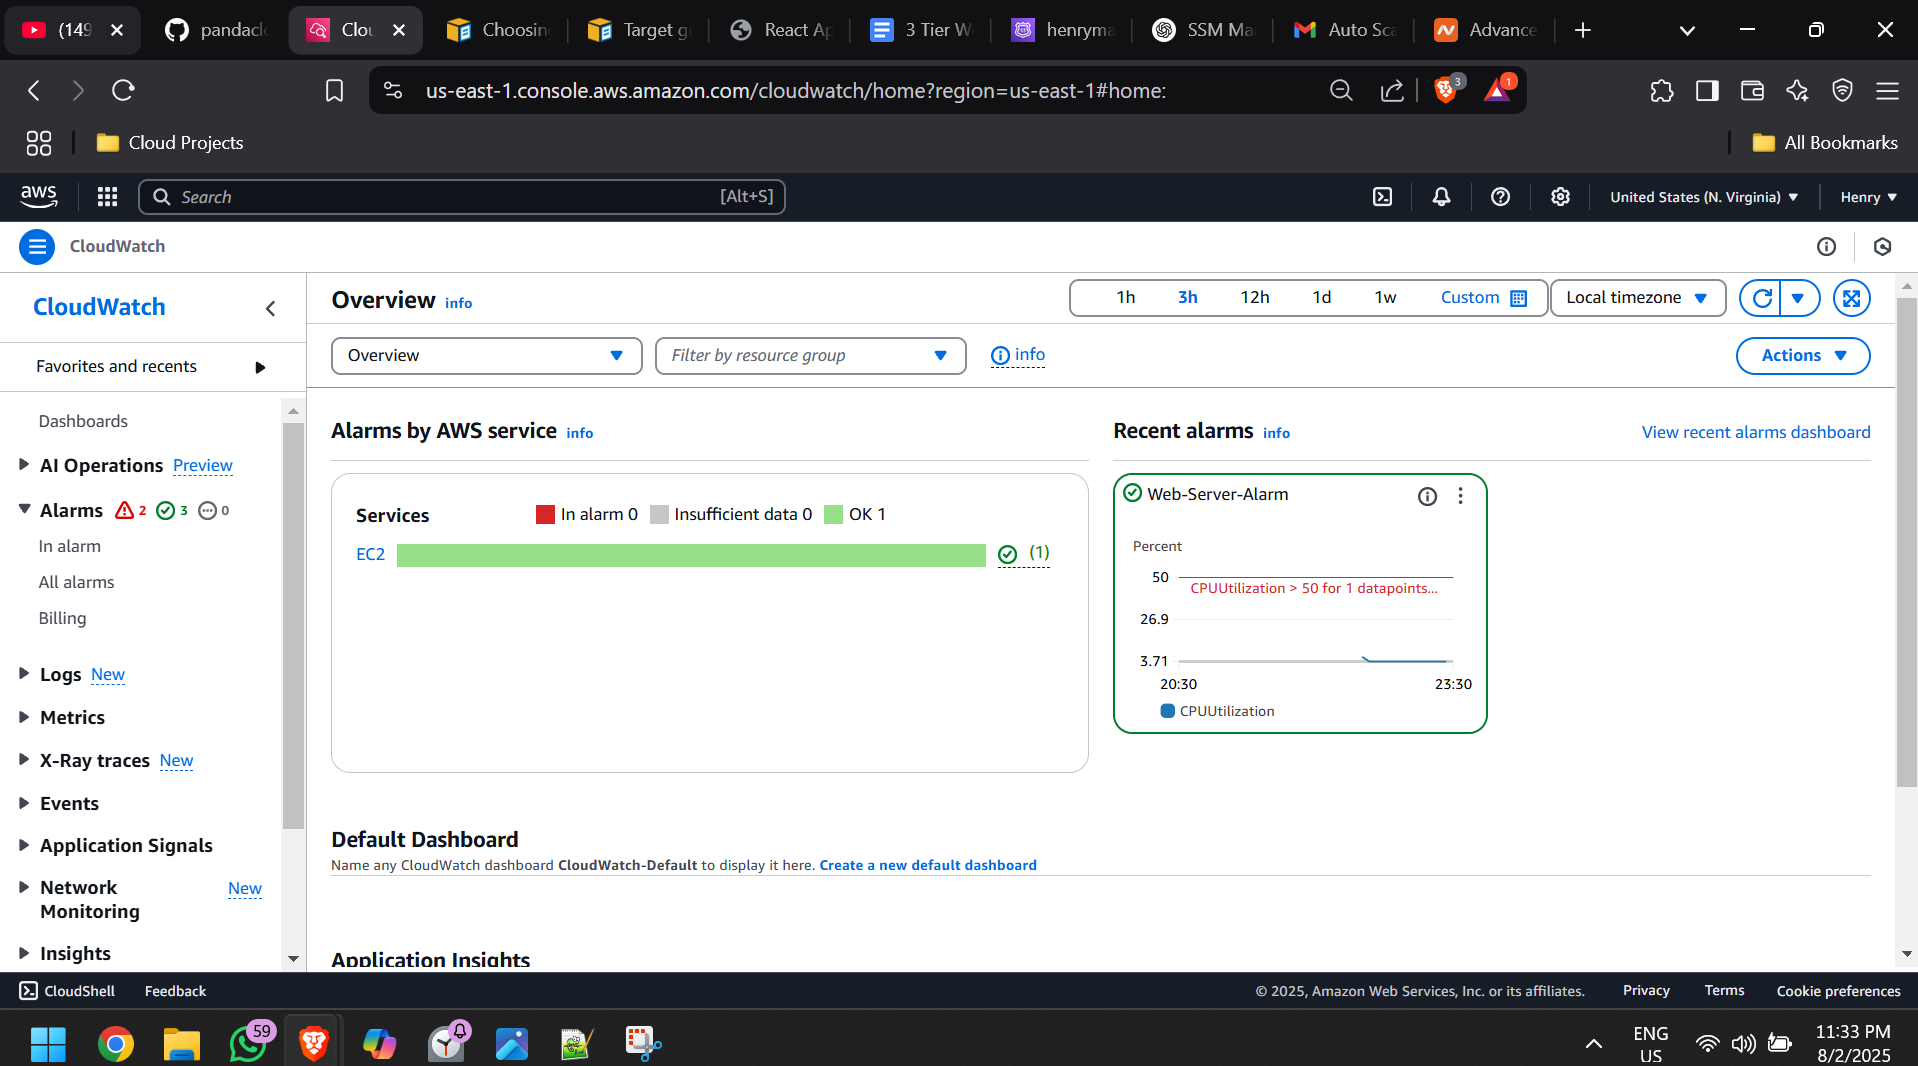 (149
pandaclo
Clou
Choosin
Target g
React Ap
3 Tier W
henryma
SSM Ma
Auto Sca
Advance
us-east-1.console.aws.amazon.com/cloudwatch/home?region=us-east-1#home:
3
1
Cloud Projects
All Bookmarks
aws
Search
[Alt+S]
United States (N. Virginia)
Henry
CloudWatch
CloudWatch
Overview info
1h 3h 12h 1d 1w Custom
Local timezone
Favorites and recents
Overview
Filter by resource group
info
Actions
Dashboards
AI Operations Preview
Alarms 2 3 0
In alarm
All alarms
Billing
Logs New
Metrics
X-Ray traces New
Events
Application Signals
Network Monitoring New
Insights
Alarms by AWS service info
Services
In alarm 0 Insufficient data 0 OK 1
EC2 (1)
Recent alarms info
View recent alarms dashboard
Web-Server-Alarm
Percent
50
CPUUtilization > 50 for 1 datapoints...
26.9
3.71
20:30 23:30
CPUUtilization
Default Dashboard
Name any CloudWatch dashboard CloudWatch-Default to display it here. Create a new default dashboard
Application Insights
CloudShell Feedback
© 2025, Amazon Web Services, Inc. or its affiliates.
Privacy Terms Cookie preferences
59
ENG
US
11:33 PM
8/2/2025